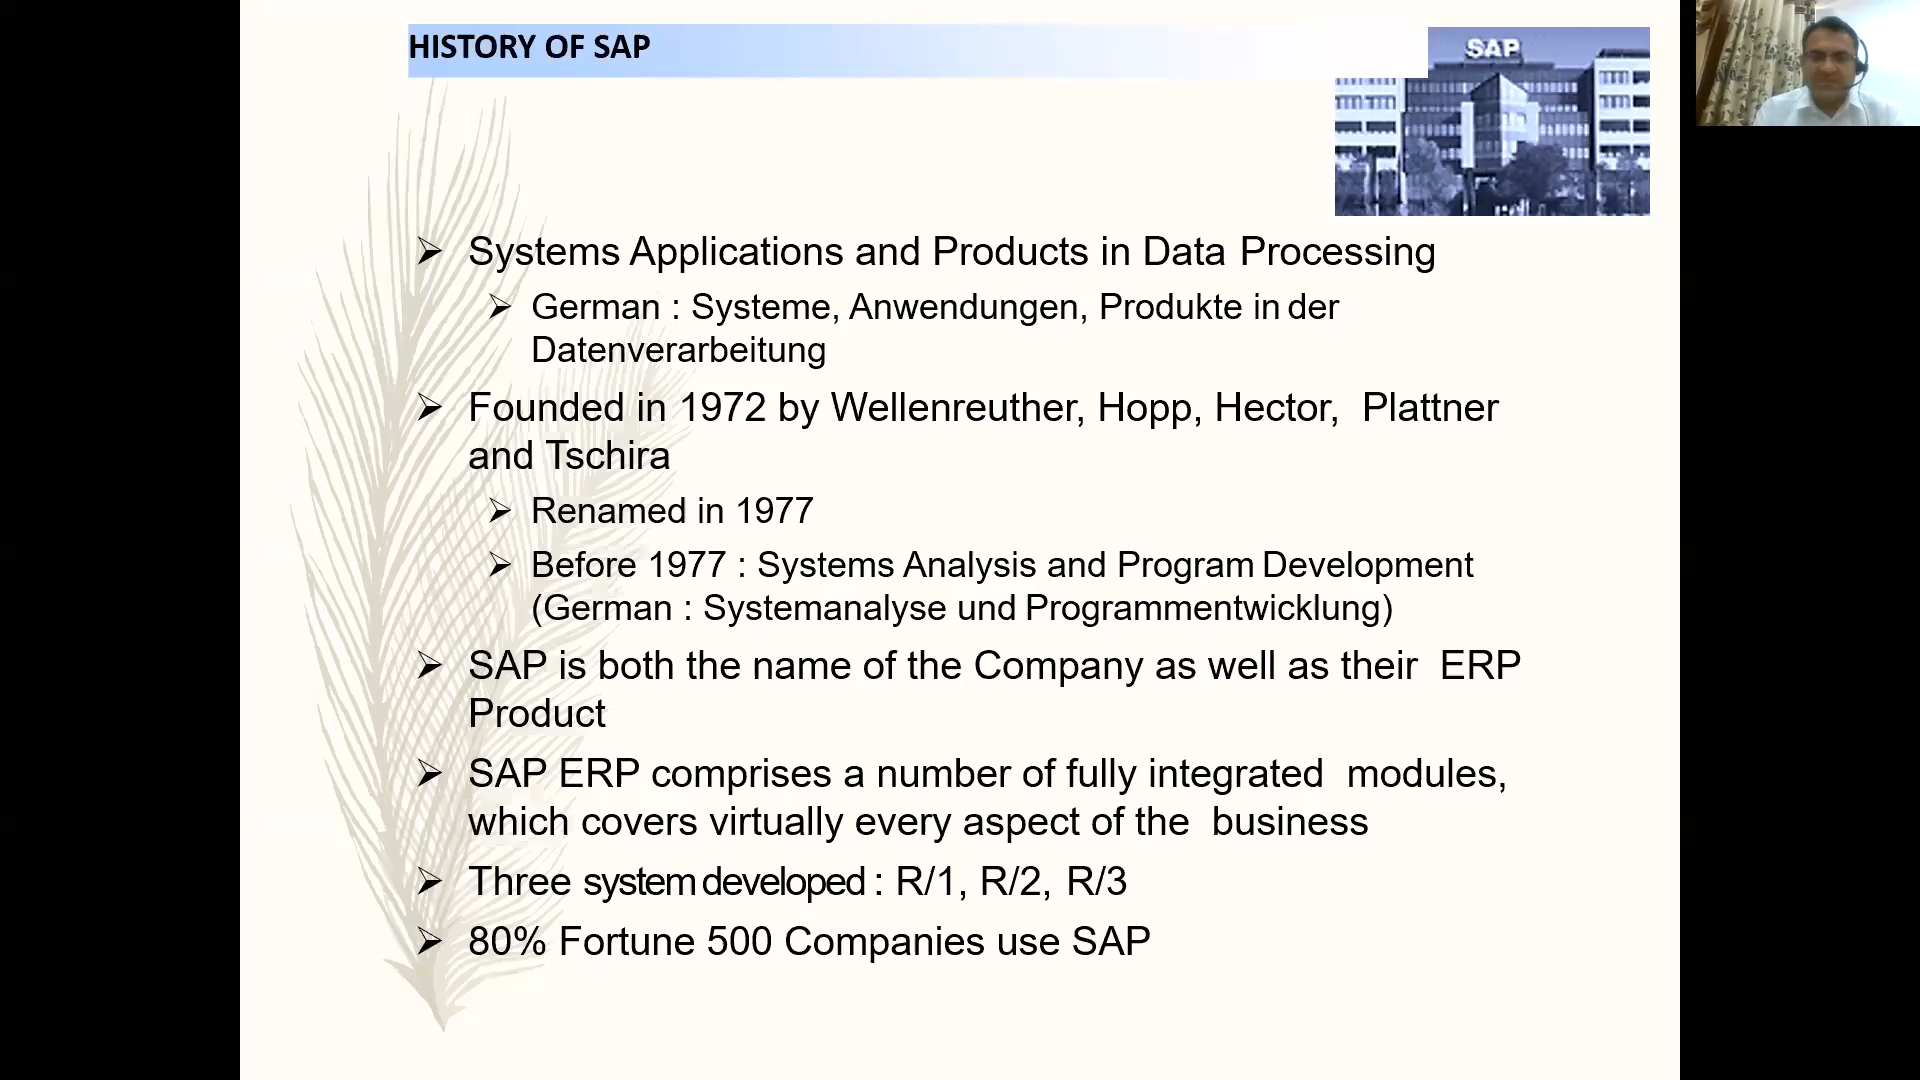 HISTORY OF SAP
SAP
Systems Applications and Products in Data Processing
German : Systeme, Anwendungen, Produkte in der
Datenverarbeitung
Founded in 1972 by Wellenreuther, Hopp, Hector, Plattner
and Tschira
Renamed in 1977
Before 1977 : Systems Analysis and Program Development
(German : Systemanalyse und Programmentwicklung)
SAP is both the name of the Company as well as their ERP
Product
SAP ERP comprises a number of fully integrated modules,
which covers virtually every aspect of the business
Three system developed : R/1, R/2, R/3
80% Fortune 500 Companies use SAP